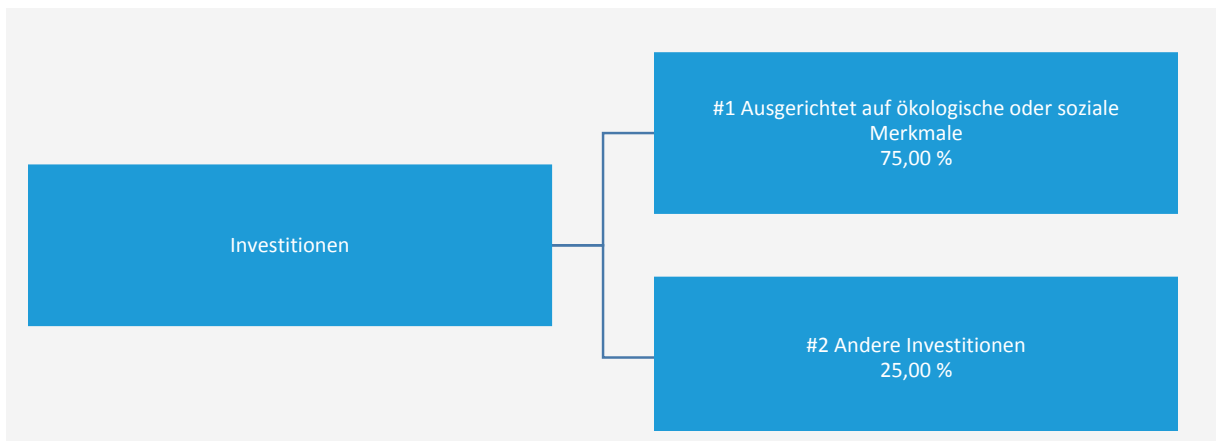 Investitionen
#1 Ausgerichtet auf ökologische oder soziale
Merkmale
75,00 %
#2 Andere Investitionen
25,00 %